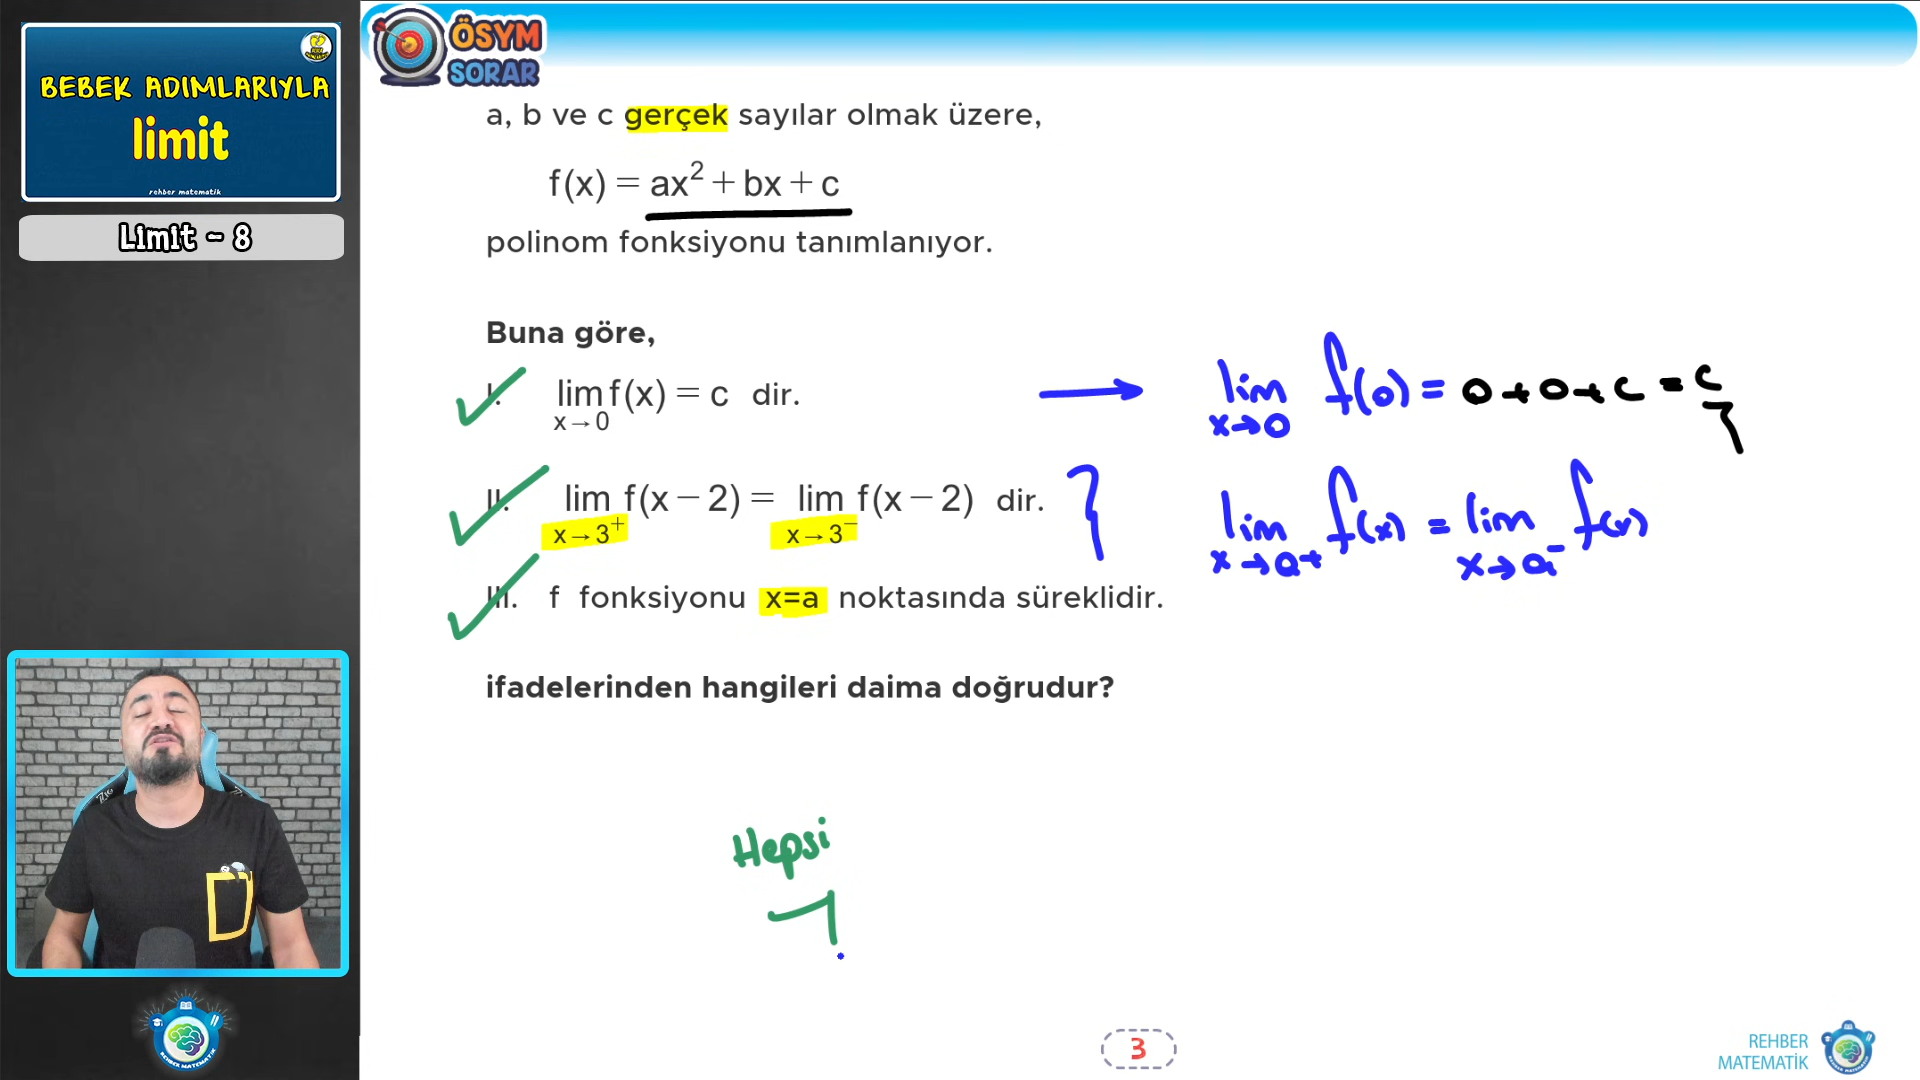 BEBEK ADIMLARIYLA
limit
rehber matematik
Limit - 8
ÖSYM
SORAR
a, b ve c gerçek sayılar olmak üzere,
f(x) = ax² + bx + c
polinom fonksiyonu tanımlanıyor.
Buna göre,
I. lim f(x) = c dir.
x→0
lim f(0) = 0 + 0 + c = c
x→0
II. lim f(x − 2) = lim f(x − 2) dir.
x→3⁺ x→3⁻
lim f(x) = lim f(x)
x→a⁺ x→a⁻
III. f fonksiyonu x=a noktasında süreklidir.
ifadelerinden hangileri daima doğrudur?
Hepsi
3
REHBER
MATEMATİK
REHBER MATEMATİK